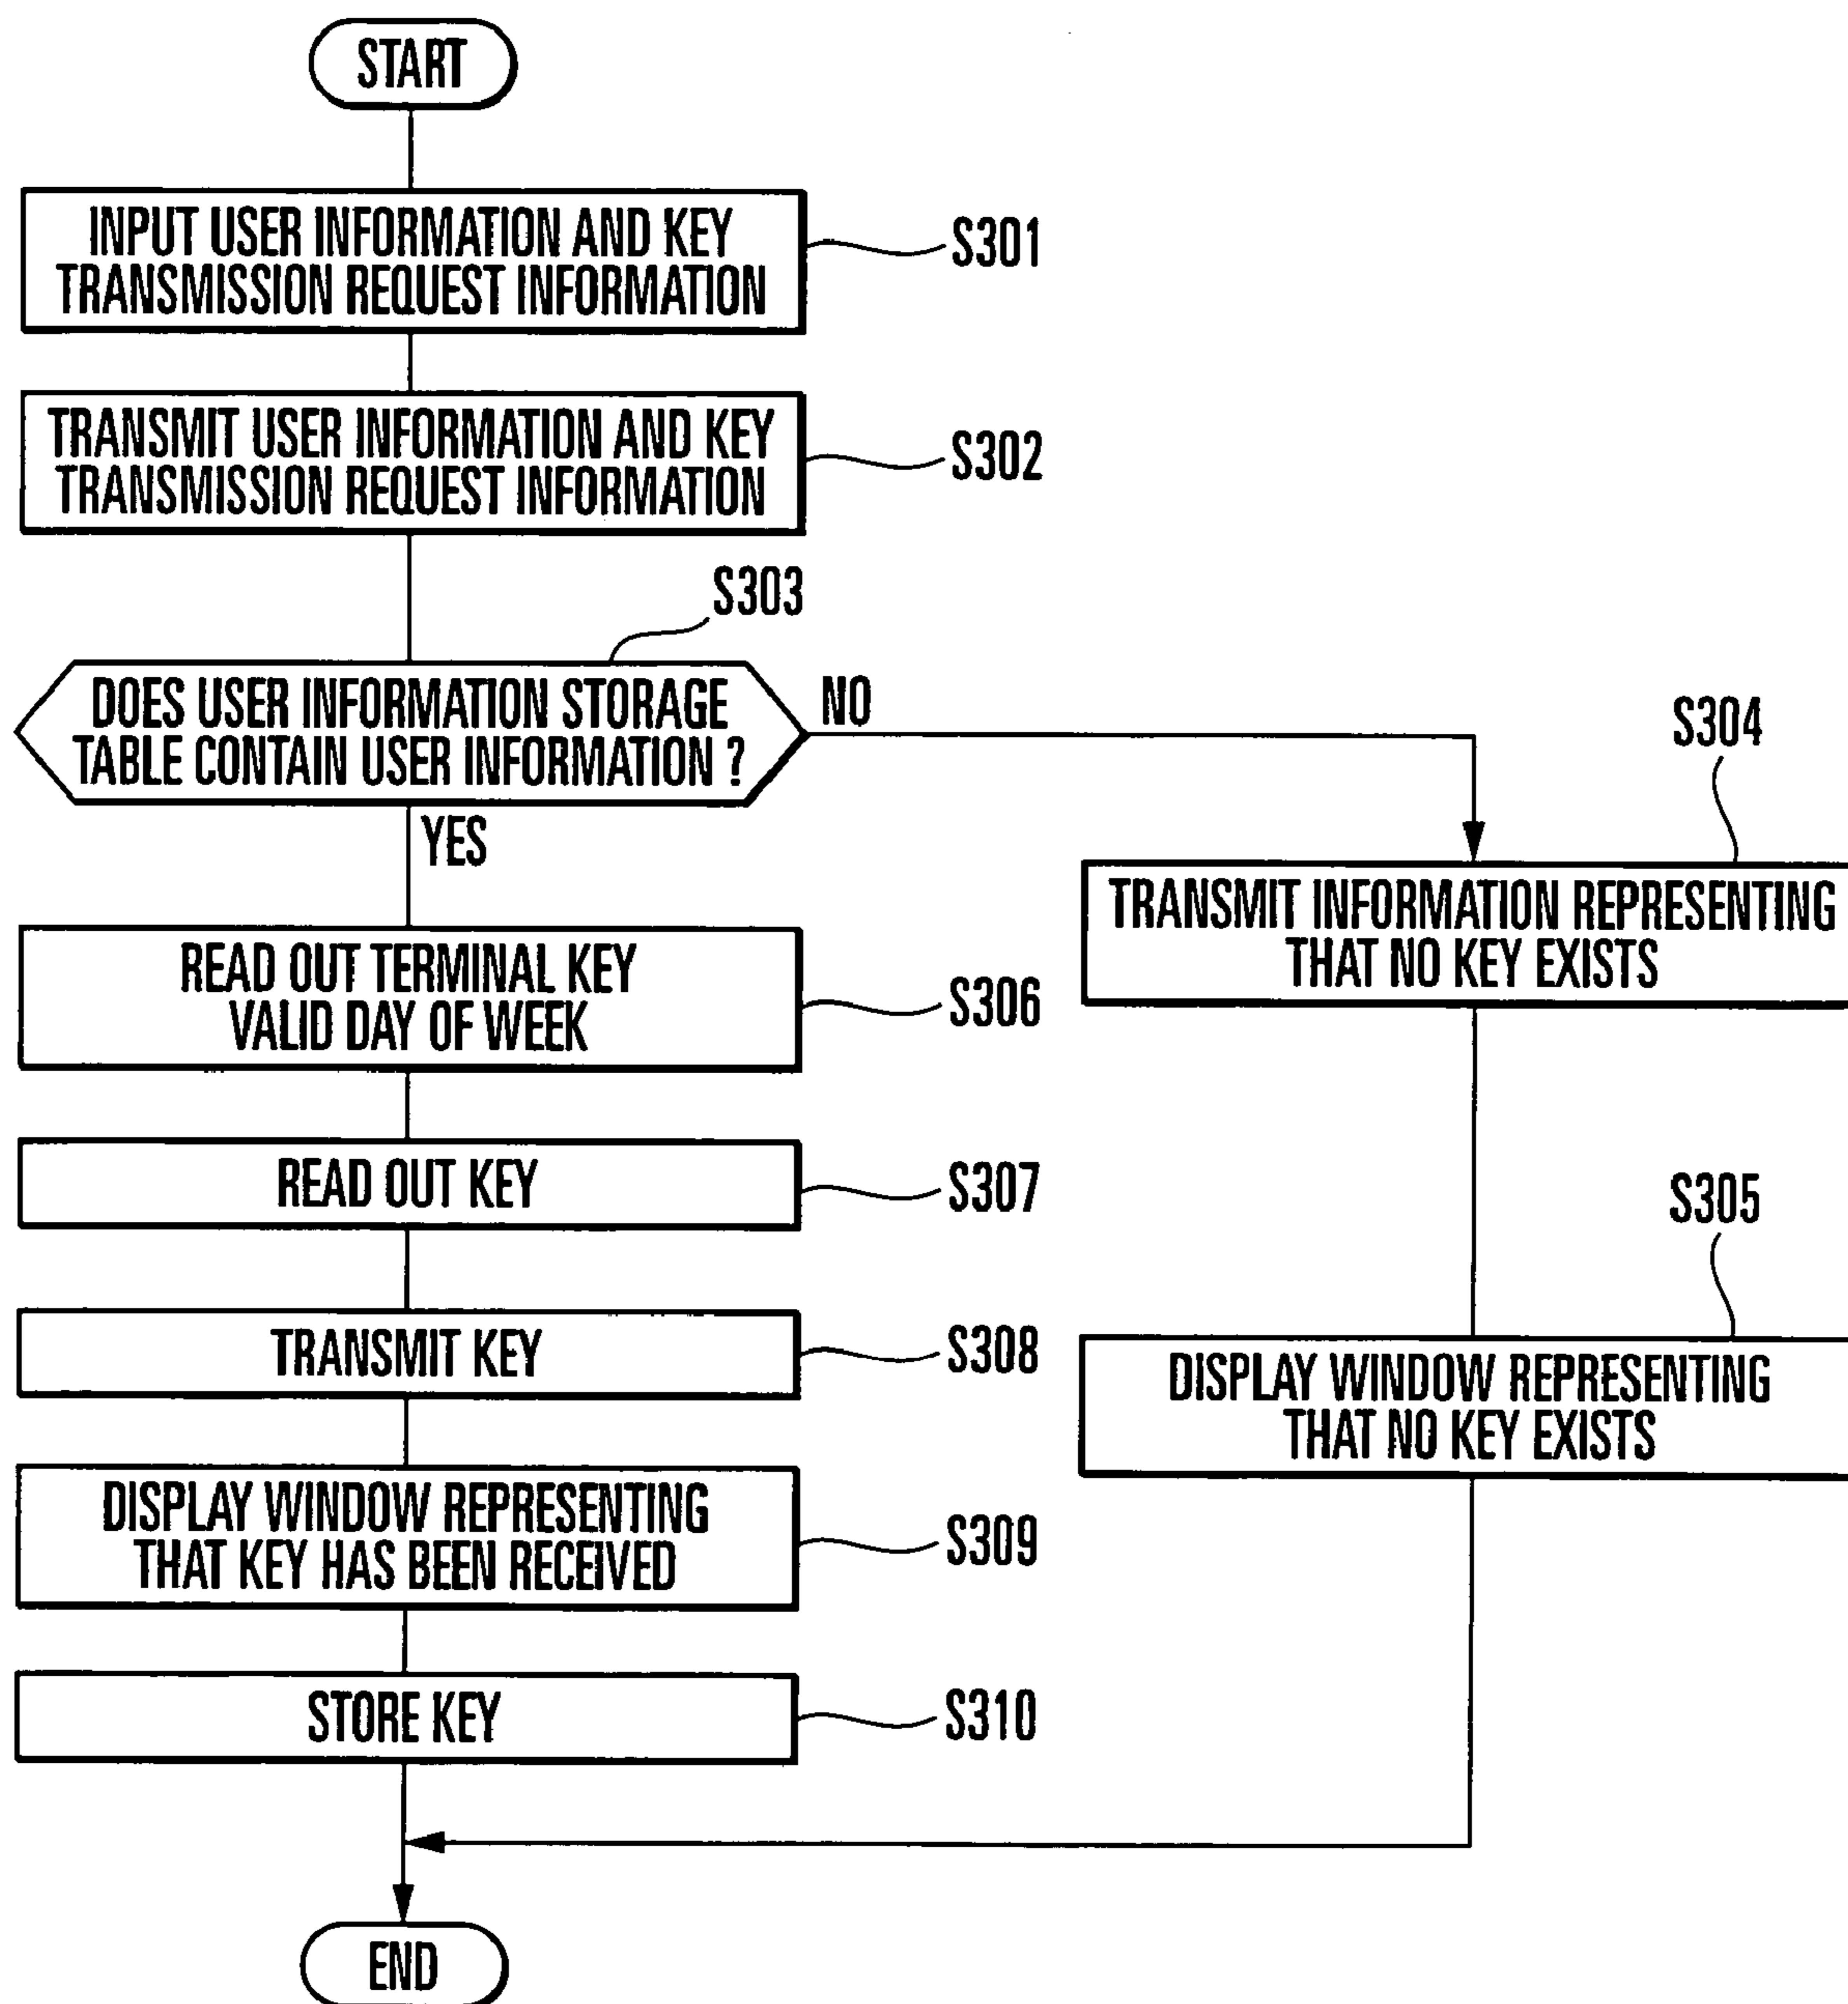 START
INPUT USER INFORMATION AND KEY
TRANSMISSION REQUEST INFORMATION
S301
TRANSMIT USER INFORMATION AND KEY
TRANSMISSION REQUEST INFORMATION
S302
S303
DOES USER INFORMATION STORAGE
TABLE CONTAIN USER INFORMATION ?
NO
YES
S304
TRANSMIT INFORMATION REPRESENTING
THAT NO KEY EXISTS
READ OUT TERMINAL KEY
VALID DAY OF WEEK
S306
READ OUT KEY
S307
S305
DISPLAY WINDOW REPRESENTING
THAT NO KEY EXISTS
TRANSMIT KEY
S308
DISPLAY WINDOW REPRESENTING
THAT KEY HAS BEEN RECEIVED
S309
STORE KEY
S310
END